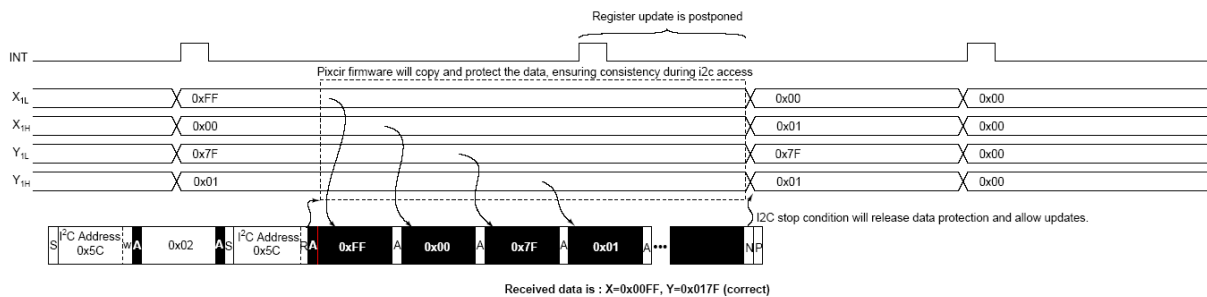 Register update is postponed
INT
Pixcir firmware will copy and protect the data, ensuring consistency during i2c access
X1L 0xFF 0x00 0x00
X1H 0x00 0x01 0x00
Y1L 0x7F 0x7F 0x00
Y1H 0x01 0x01 0x00
I2C stop condition will release data protection and allow updates.
S I²C Address 0x5C w A 0x02 A S I²C Address 0x5C R A 0xFF A 0x00 A 0x7F A 0x01 A ••• N P
Received data is : X=0x00FF, Y=0x017F (correct)